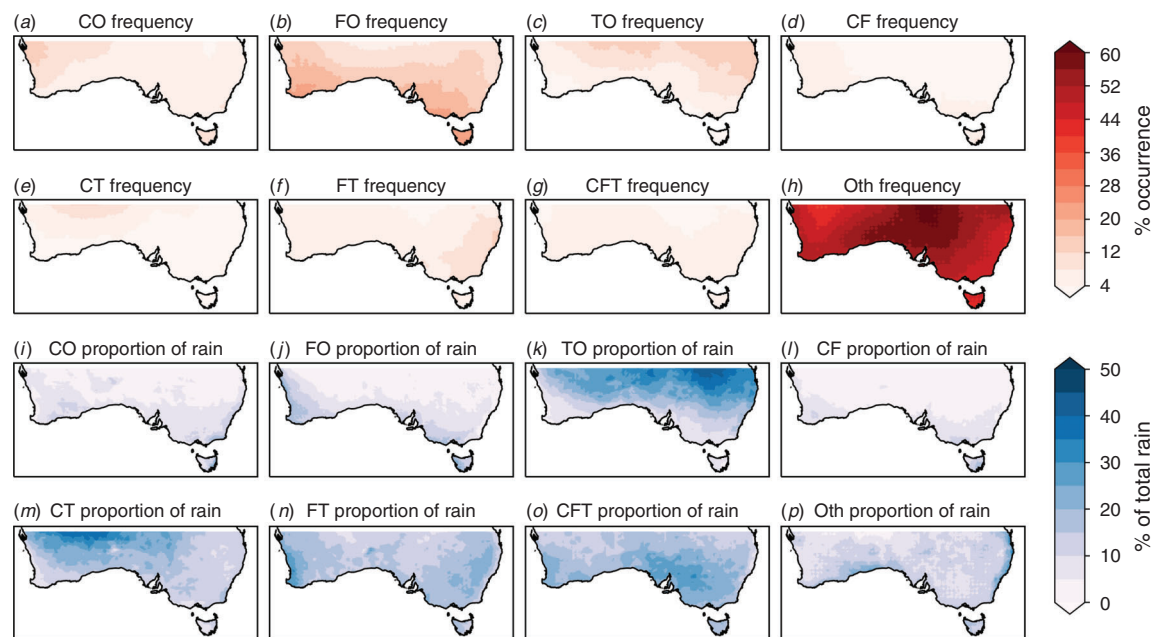 (a) CO frequency
(b) FO frequency
(c) TO frequency
(d) CF frequency
60
52
44
36
28
20
12
4
% occurrence
(e) CT frequency
(f) FT frequency
(g) CFT frequency
(h) Oth frequency
(i) CO proportion of rain
(j) FO proportion of rain
(k) TO proportion of rain
(l) CF proportion of rain
50
40
30
20
10
0
% of total rain
(m) CT proportion of rain
(n) FT proportion of rain
(o) CFT proportion of rain
(p) Oth proportion of rain